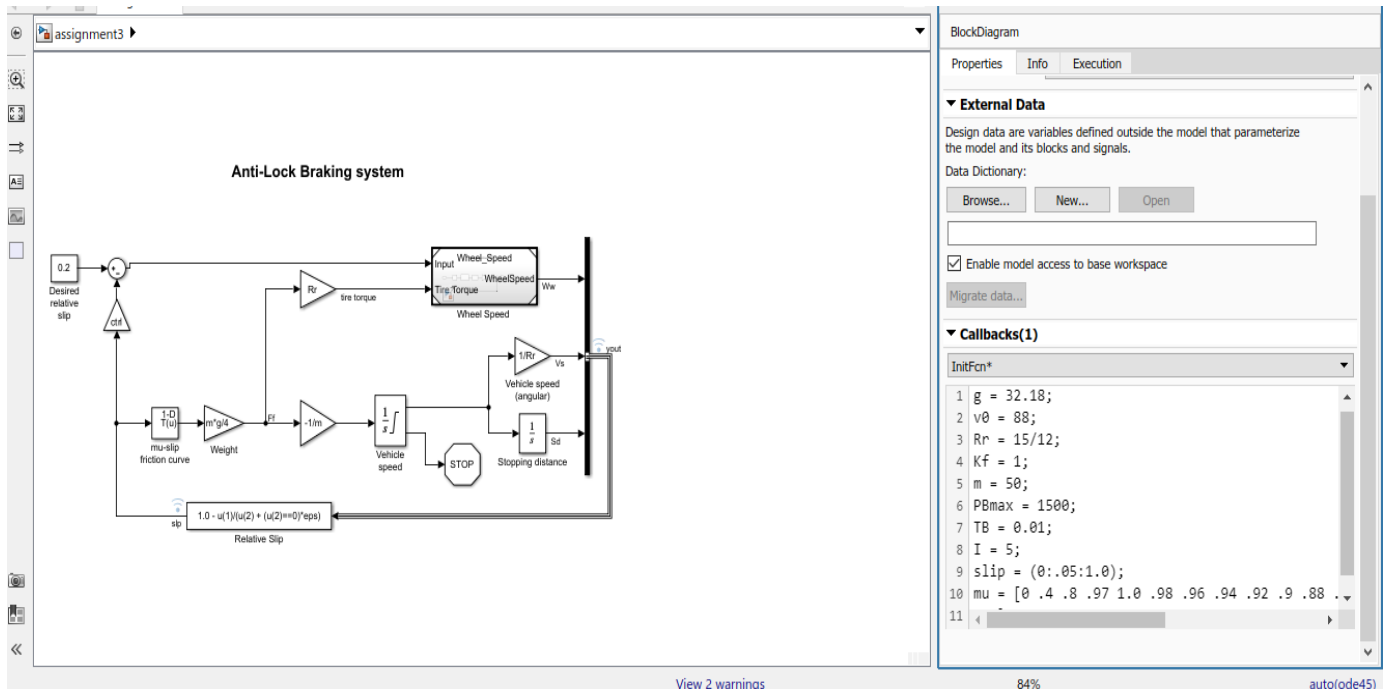 assignment3
Anti-Lock Braking system
0.2
Desired
relative
slip
+
-
ctrl
Rr
tire torque
Input
Wheel_Speed
WheelSpeed
Tire Torque
Wheel Speed
Ww
1/Rr
Vs
Vehicle speed
(angular)
yout
1-D
T(u)
mu-slip
friction curve
m*g/4
Weight
Ff
-1/m
1
s
Vehicle
speed
STOP
1
s
Sd
Stopping distance
1.0 - u(1)/(u(2) + (u(2)==0)*eps)
slp
Relative Slip
BlockDiagram
Properties Info Execution
External Data
Design data are variables defined outside the model that parameterize
the model and its blocks and signals.
Data Dictionary:
Browse... New... Open
Enable model access to base workspace
Migrate data...
Callbacks(1)
InitFcn*
1 g = 32.18;
2 v0 = 88;
3 Rr = 15/12;
4 Kf = 1;
5 m = 50;
6 PBmax = 1500;
7 TB = 0.01;
8 I = 5;
9 slip = (0:.05:1.0);
10 mu = [0 .4 .8 .97 1.0 .98 .96 .94 .92 .9 .88 .
11
View 2 warnings 84% auto(ode45)